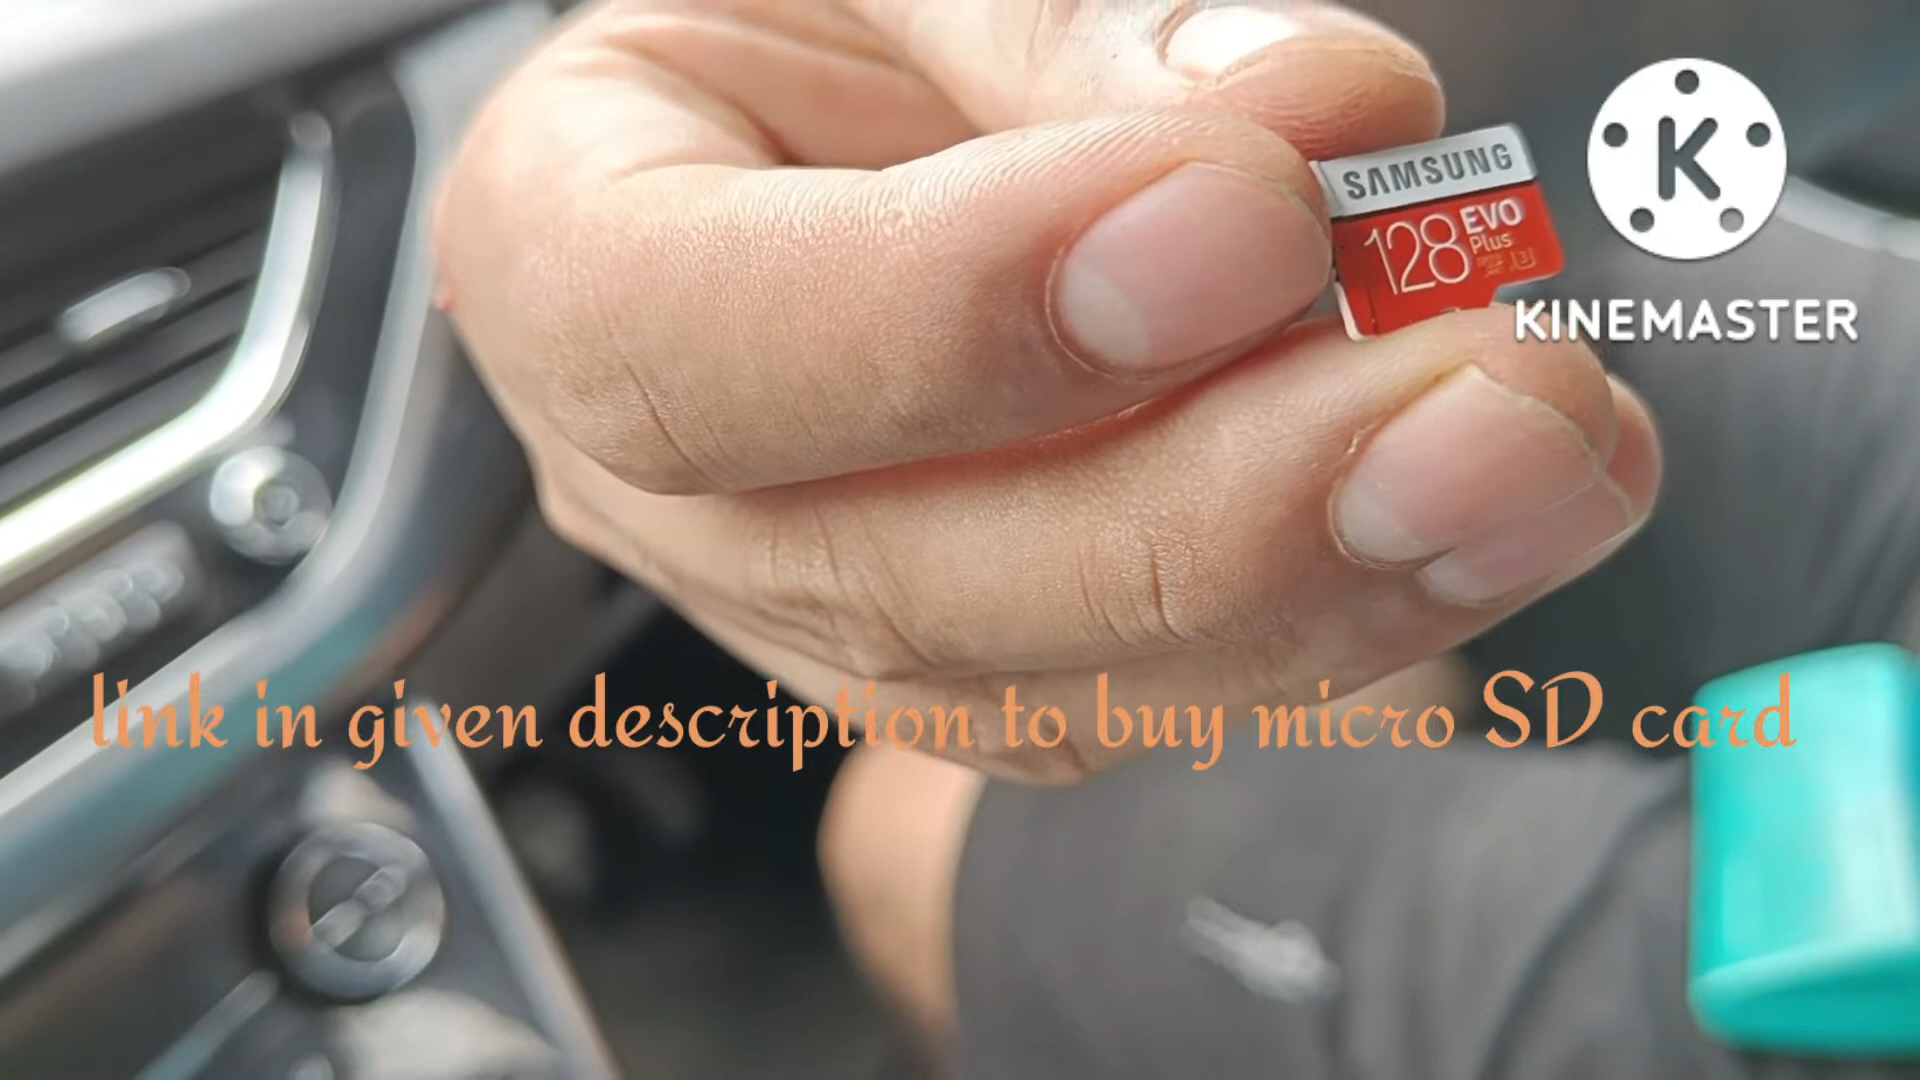 SAMSUNG
128 EVO
Plus
K
KINEMASTER
link in given description to buy micro SD card